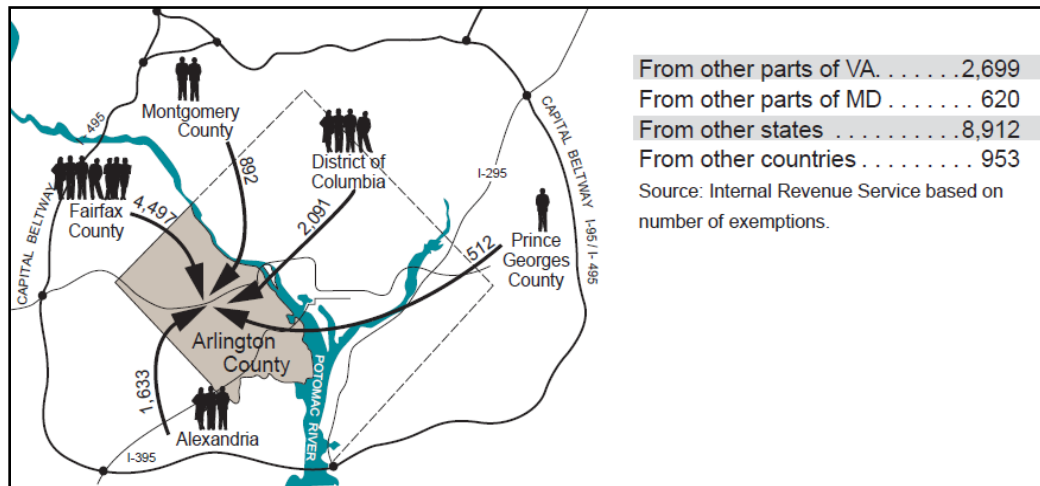 Montgomery
County
I-495
892
District of
Columbia
2,091
Fairfax
County
4,497
CAPITAL BELTWAY
I-295
CAPITAL BELTWAY I-95 / I- 495
Prince
Georges
County
512
Arlington
County
POTOMAC RIVER
1,633
Alexandria
I-395
From other parts of VA. . . . . . . 2,699
From other parts of MD . . . . . . 620
From other states . . . . . . . . . . 8,912
From other countries . . . . . . . . . 953
Source: Internal Revenue Service based on
number of exemptions.